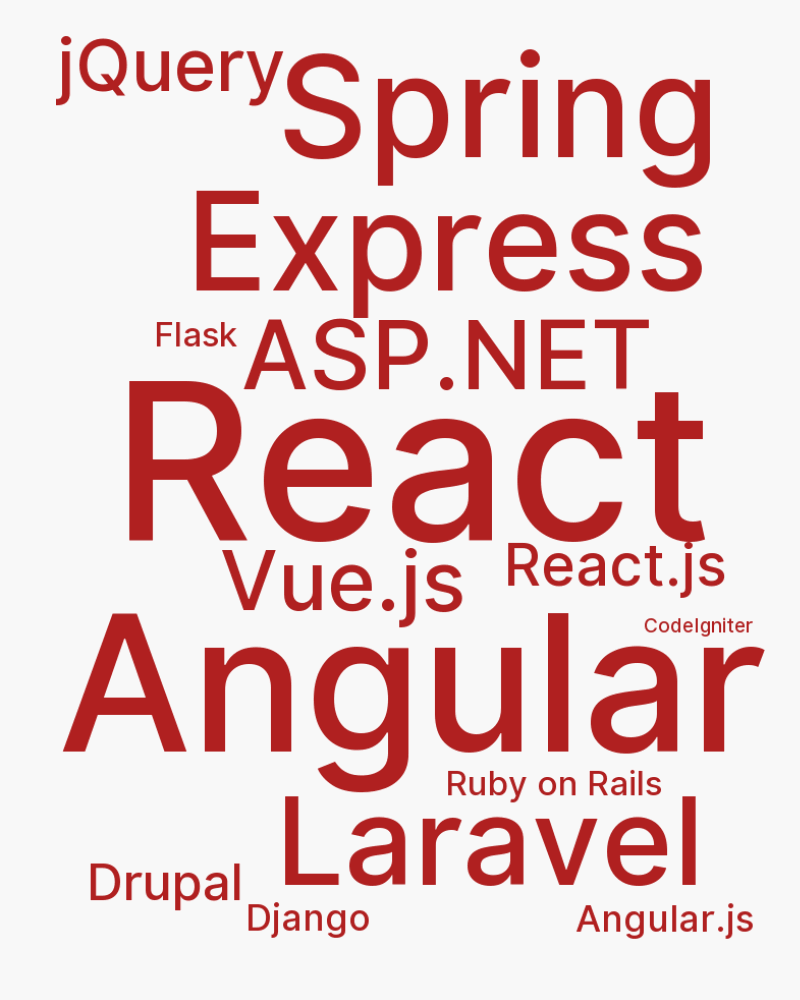 jQuery
Spring
Express
Flask
ASP.NET
React
Vue.js
React.js
CodeIgniter
Angular
Ruby on Rails
Laravel
Drupal
Django
Angular.js